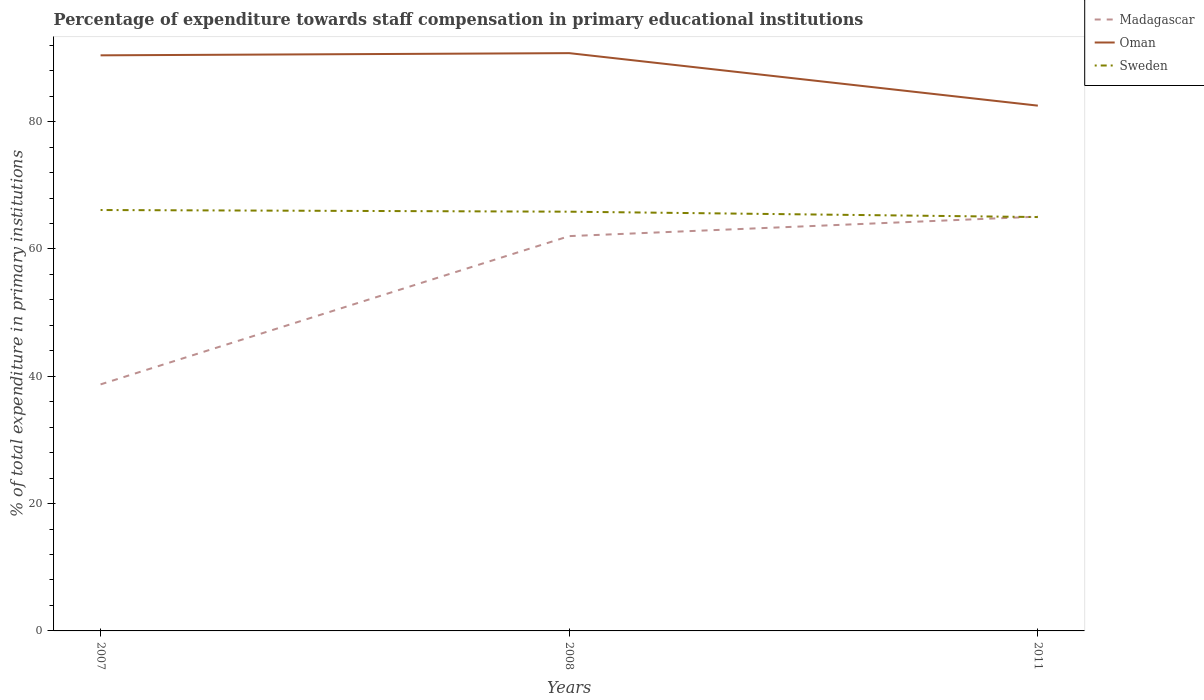 Percentage of expenditure towards staff compensation in primary educational institutions
Madagascar
Oman
Sweden
% of total expenditure in primary institutions
80
60
40
20
0
2007
2008
2011
Years